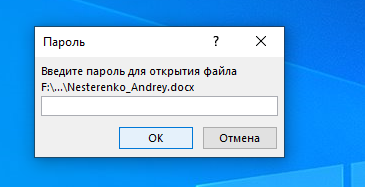 Пароль
Введите пароль для открытия файла
F:\...\Nesterenko_Andrey.docx
ОК
Отмена